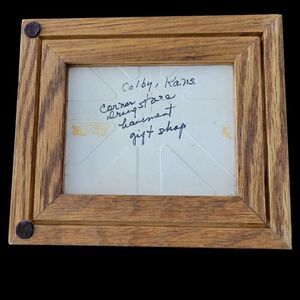 Colby, Kans.
Corner
Drugstore
basement
gift shop